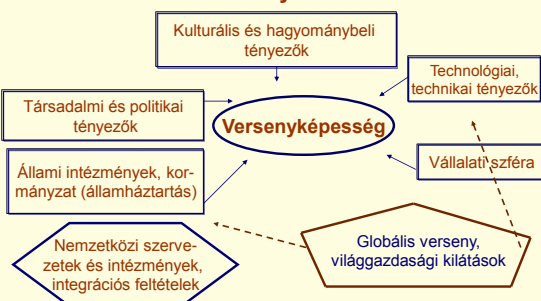 Kulturális és hagyománybeli
tényezők
Technológiai,
technikai tényezők
Társadalmi és politikai
tényezők
Versenyképesség
Állami intézmények, kor-
mányzat (államháztartás)
Vállalati szféra
Nemzetközi szerve-
zetek és intézmények,
integrációs feltételek
Globális verseny,
világgazdasági kilátások